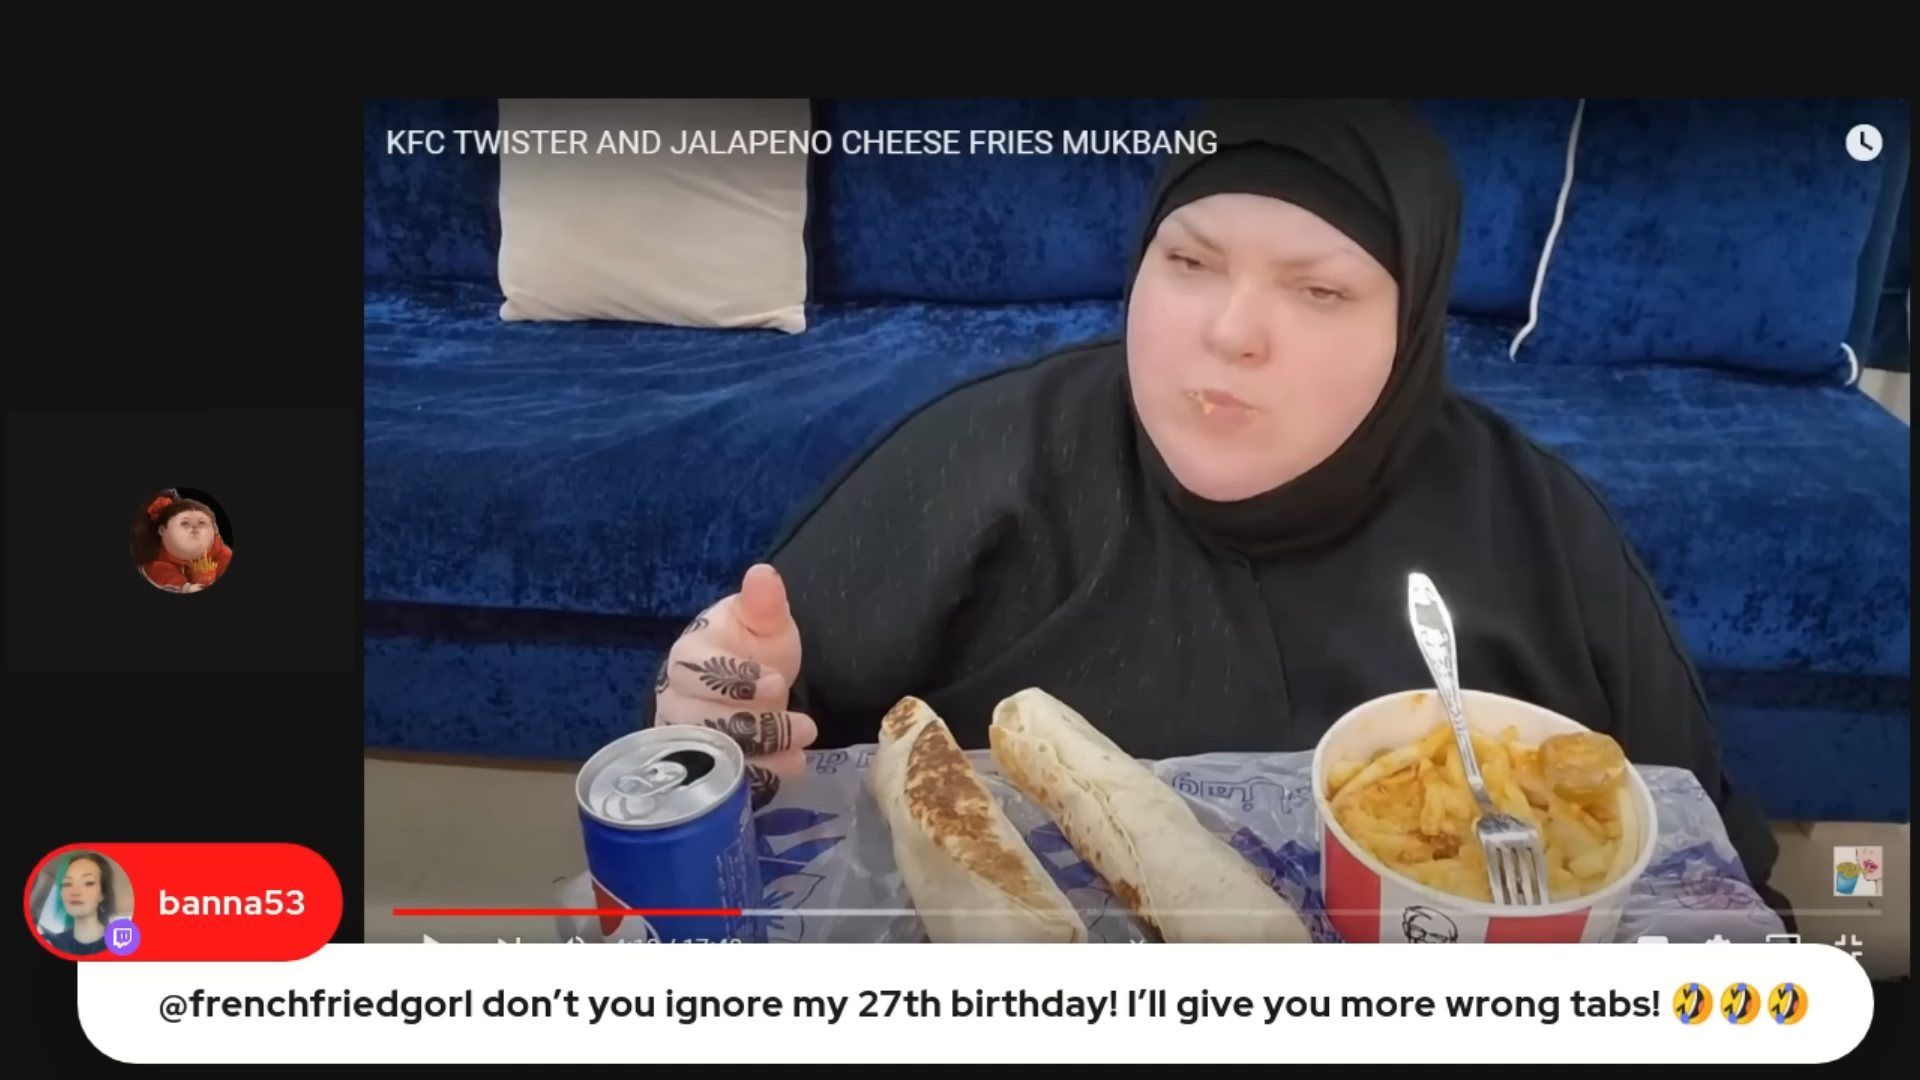 KFC TWISTER AND JALAPENO CHEESE FRIES MUKBANG
banna53
@frenchfriedgorl don’t you ignore my 27th birthday! I’ll give you more wrong tabs! 🤣🤣🤣